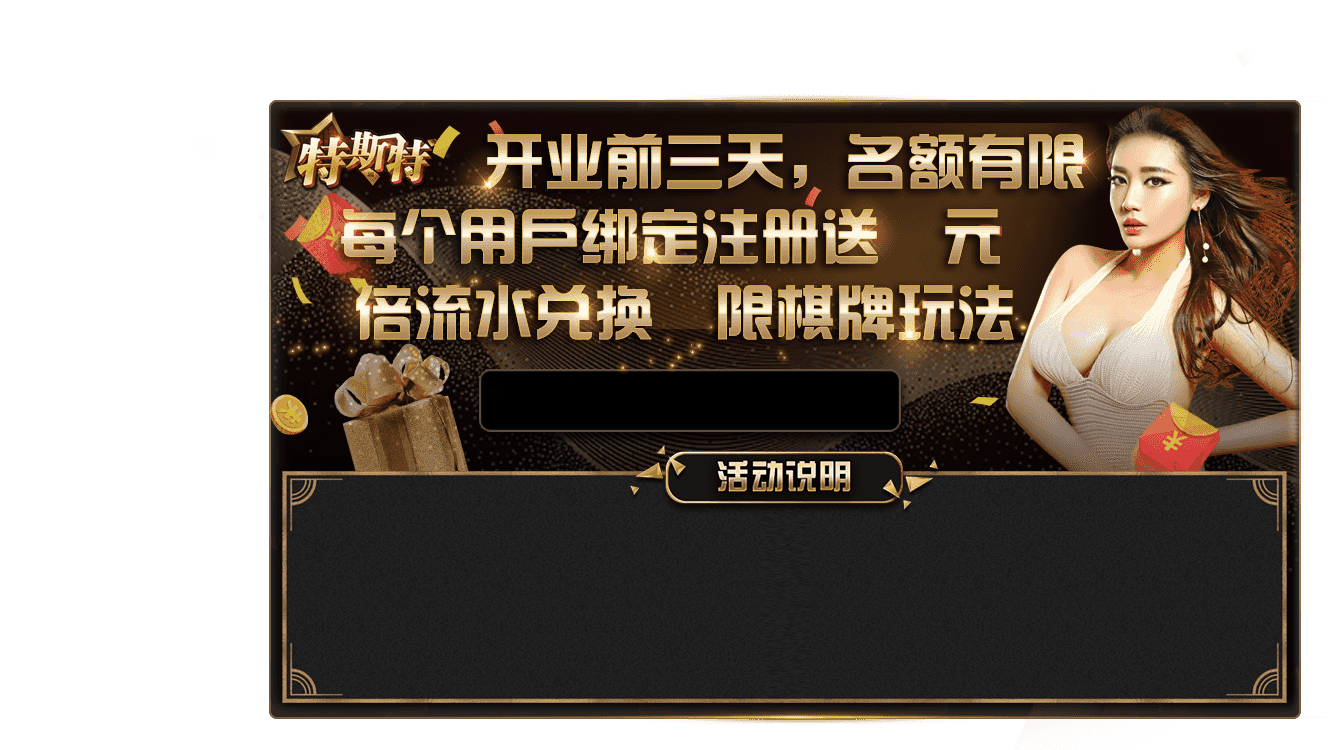 特斯特
开业前三天，名额有限
每个用戶绑定注册送 元
倍流水兑换 限棋牌玩法
活动说明